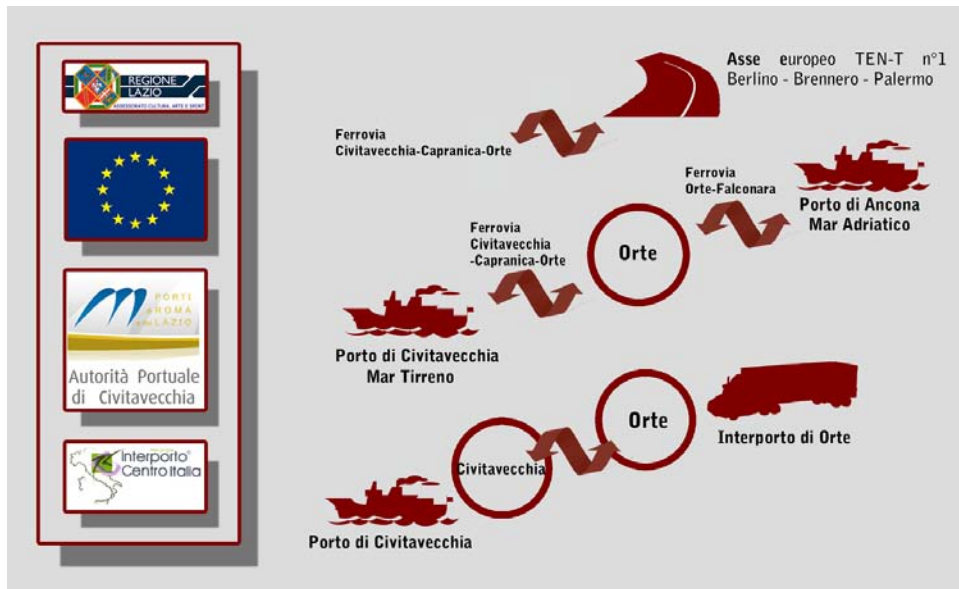 REGIONE
LAZIO
ASSESSORATO CULTURA, ARTE E SPORT
PORTI
di ROMA
e del LAZIO
Autorità Portuale
di Civitavecchia
Interporto
Centro Italia
Asse europeo TEN-T n°1
Berlino - Brennero - Palermo
Ferrovia
Civitavecchia-Capranica-Orte
Ferrovia
Orte-Falconara
Porto di Ancona
Mar Adriatico
Ferrovia
Civitavecchia
-Capranica-Orte
Orte
Porto di Civitavecchia
Mar Tirreno
Orte
Interporto di Orte
Civitavecchia
Porto di Civitavecchia